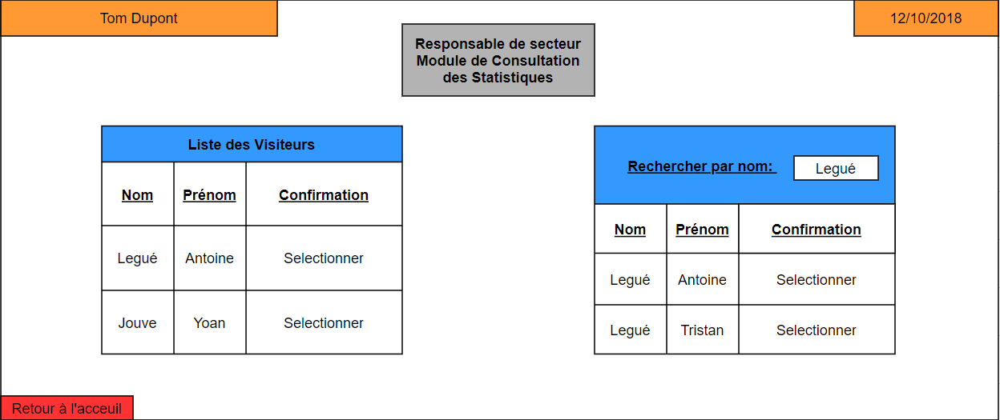 Tom Dupont
12/10/2018
Responsable de secteur
Module de Consultation
des Statistiques
Liste des Visiteurs
Nom Prénom Confirmation
Legué Antoine Selectionner
Jouve Yoan Selectionner
Rechercher par nom: Legué
Nom Prénom Confirmation
Legué Antoine Selectionner
Legué Tristan Selectionner
Retour à l'acceuil